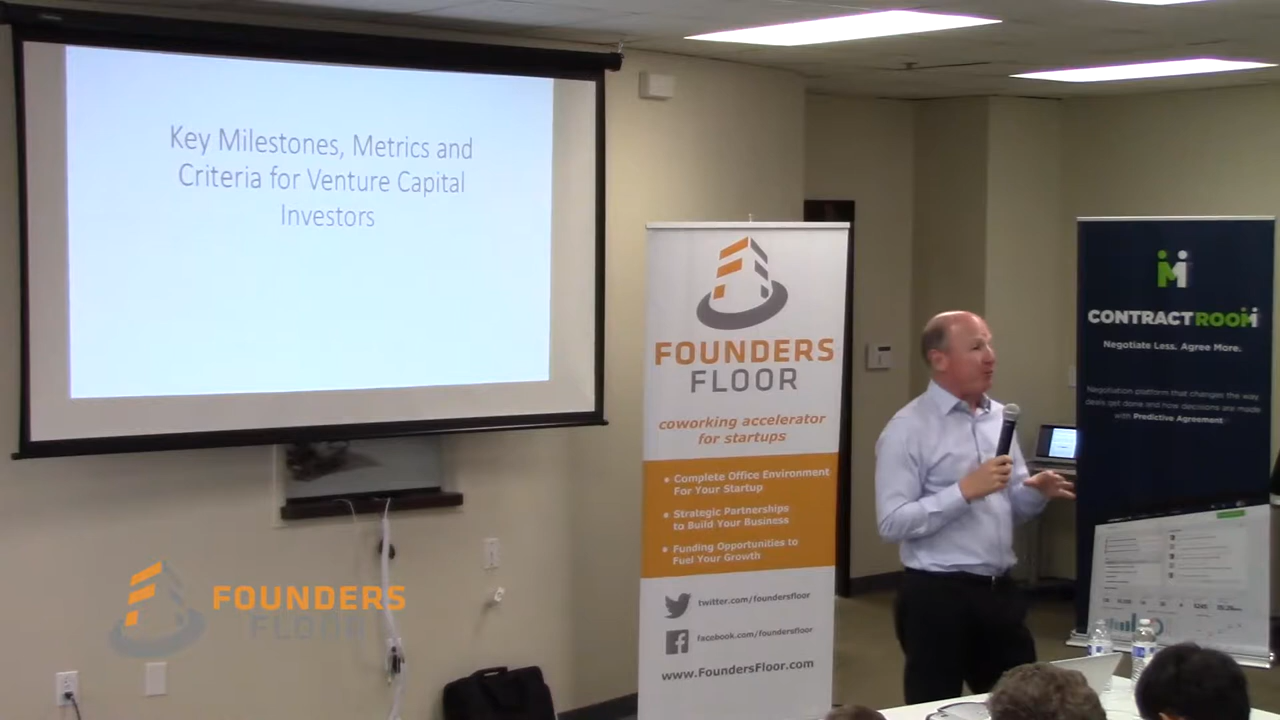 Key Milestones, Metrics and
Criteria for Venture Capital
Investors
FOUNDERS
FLOOR
coworking accelerator
for startups
• Complete Office Environment
For Your Startup
• Strategic Partnerships
to Build Your Business
• Funding Opportunities to
Fuel Your Growth
twitter.com/foundersfloor
facebook.com/foundersfloor
www.FoundersFloor.com
CONTRACTROOM
Negotiate Less. Agree More.
Negotiation platform that changes the way
deals get done and how decisions are made
with Predictive Agreement
FOUNDERS
FLOOR